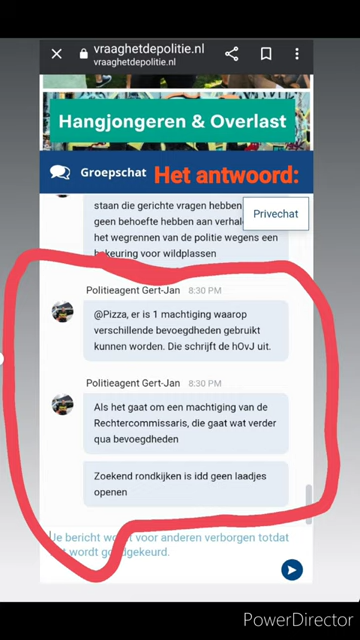 vraaghetdepolitie.nl
vraaghetdepolitie.nl
Hangjongeren & Overlast
Groepschat Het antwoord:
staan die gerichte vragen hebben
geen behoefte hebben aan
het wegrennen van de politie wegens een
bekeuring voor wildplassen
Privechat
Politieagent Gert-Jan 8:30 PM
@Pizza, er is 1 machtiging waarop
verschillende bevoegdheden gebruikt
kunnen worden. Die schrijft de hOvJ uit.
Politieagent Gert-Jan 8:30 PM
Als het gaat om een machtiging van de
Rechtercommissaris, die gaat wat verder
qua bevoegdheden
Zoekend rondkijken is idd geen laadjes
openen
Je bericht wordt voor anderen verborgen totdat
het wordt goedgekeurd.
PowerDirector